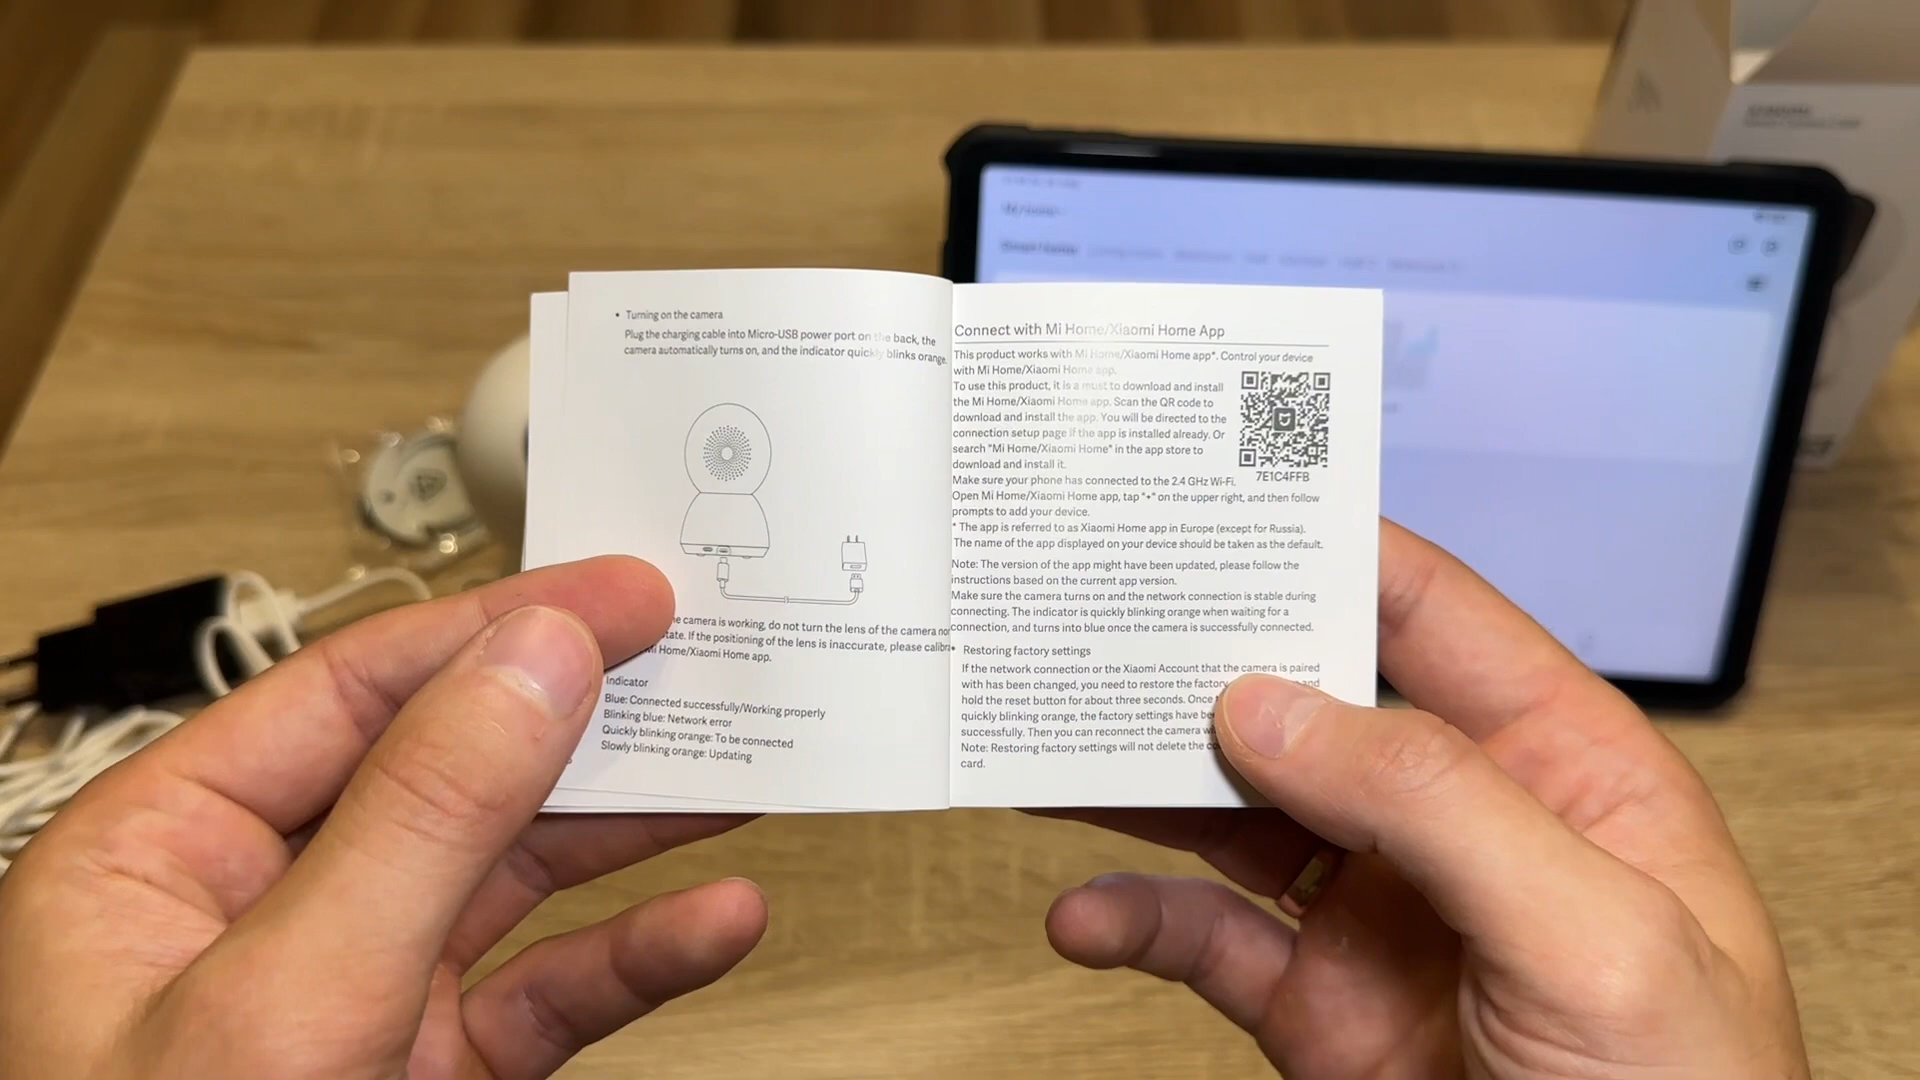 • Turning on the camera
Plug the charging cable into Micro-USB power port on the back, the
camera automatically turns on, and the indicator quickly blinks orange.
camera is working, do not turn the lens of the camera
If the positioning of the lens is inaccurate, please
Mi Home/Xiaomi Home app.
Indicator
Blue: Connected successfully/Working properly
Blinking blue: Network error
Quickly blinking orange: To be connected
Slowly blinking orange: Updating
Connect with Mi Home/Xiaomi Home App
This product works with Mi Home/Xiaomi Home app*. Control your device
with Mi Home/Xiaomi Home app.
To use this product, it is a must to download and install
the Mi Home/Xiaomi Home app. Scan the QR code to
download and install the app. You will be directed to the
connection setup page if the app is installed already. Or
search "Mi Home/Xiaomi Home" in the app store to
download and install it.
7E1C4FFB
Make sure your phone has connected to the 2.4 GHz Wi-Fi.
Open Mi Home/Xiaomi Home app, tap "+" on the upper right, and then follow
prompts to add your device.
* The app is referred to as Xiaomi Home app in Europe (except for Russia).
The name of the app displayed on your device should be taken as the default.
Note: The version of the app might have been updated, please follow the
instructions based on the current app version.
Make sure the camera turns on and the network connection is stable during
connecting. The indicator is quickly blinking orange when waiting for a
connection, and turns into blue once the camera is successfully connected.
• Restoring factory settings
If the network connection or the Xiaomi Account that the camera is paired
with has been changed, you need to restore the factory and
hold the reset button for about three seconds. Once
quickly blinking orange, the factory settings have
successfully. Then you can reconnect the camera
Note: Restoring factory settings will not delete the
card.
My home
Smart Home